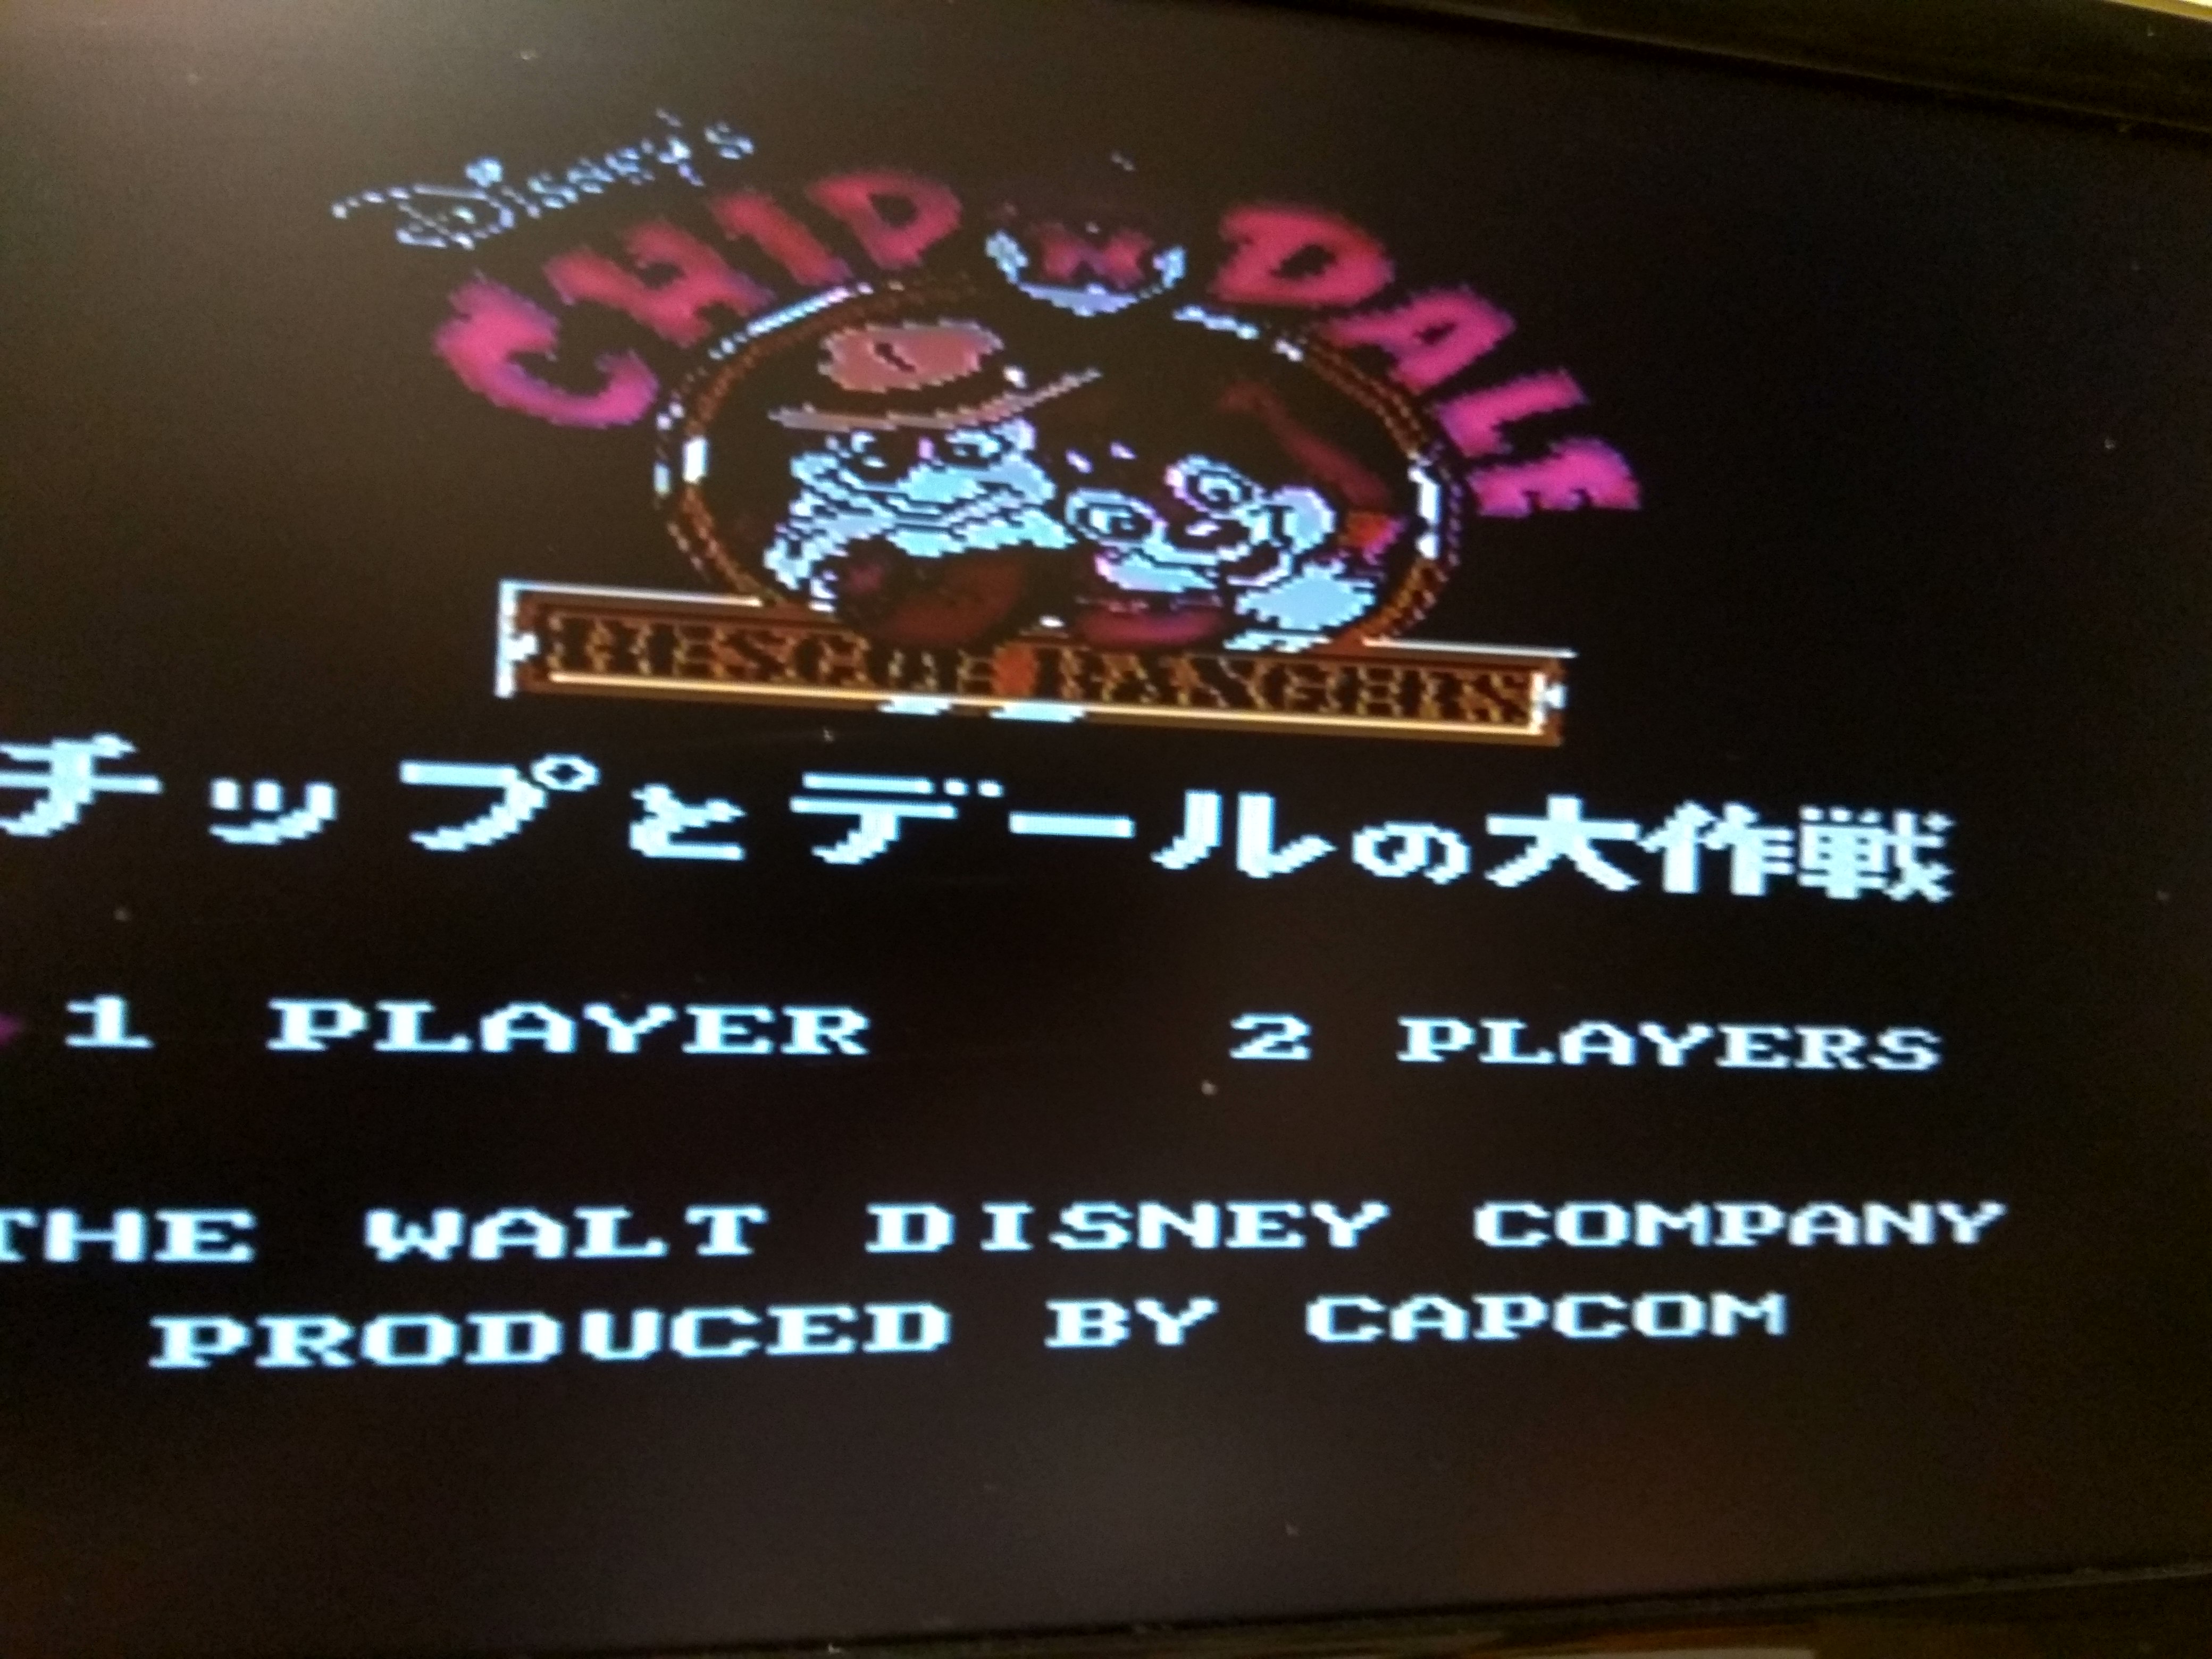 Disney's
CHIP 'N DALE
RESCUE RANGERS
チップとデールの大作戦
1 PLAYER 2 PLAYERS
THE WALT DISNEY COMPANY
PRODUCED BY CAPCOM